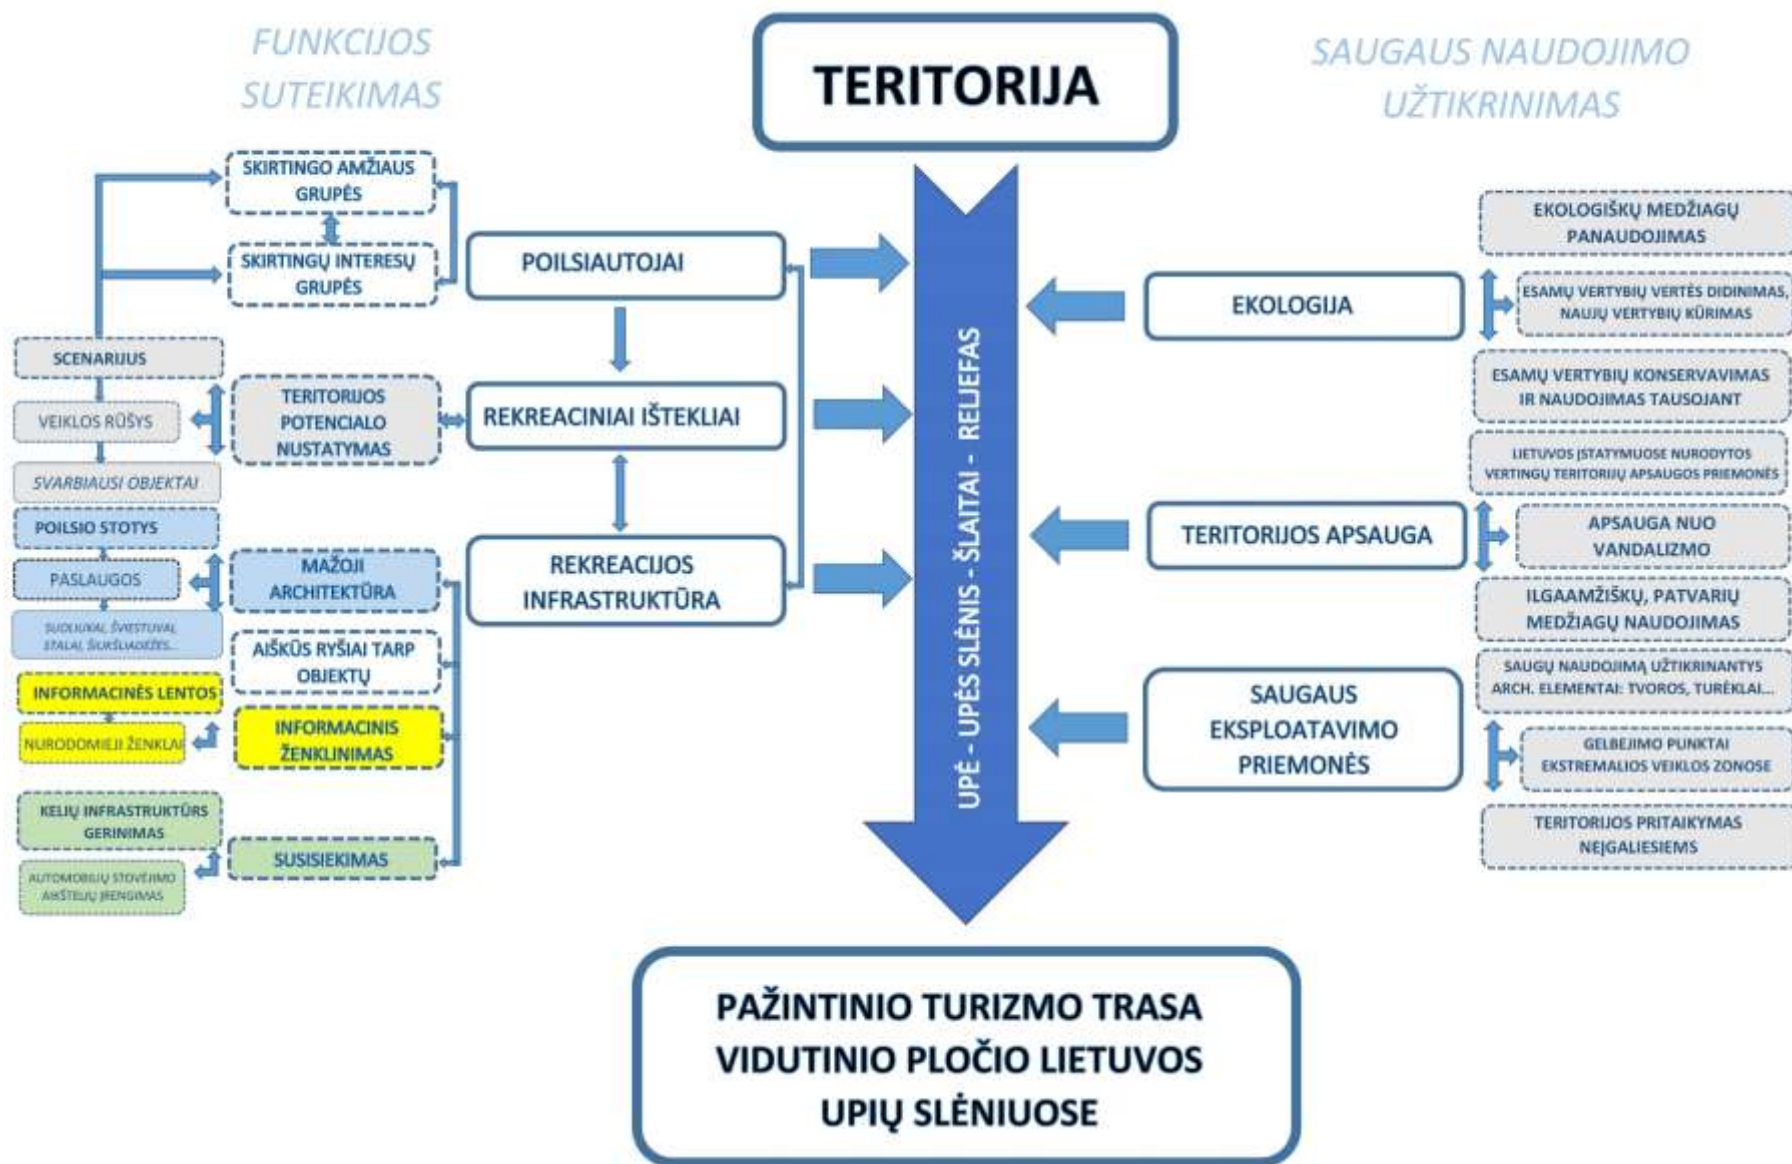 FUNKCIJOS
SUTEIKIMAS
TERITORIJA
SAUGAUS NAUDOJIMO
UŽTIKRINIMAS
SKIRTINGO AMŽIAUS
GRUPĖS
SKIRTINGŲ INTERESŲ
GRUPĖS
SCENARIJUS
VEIKLOS RŪŠYS
SVARBIAUSI OBJEKTAI
TERITORIJOS
POTENCIALO
NUSTATYMAS
POILSIO STOTYS
PASLAUGOS
SUOLIUKAI, ŠVIESTUVAI,
STALAI, ŠIUKŠLIADĖŽĖS...
MAŽOJI
ARCHITEKTŪRA
AIŠKŪS RYŠIAI TARP
OBJEKTŲ
INFORMACINĖS LENTOS
NURODOMIEJI ŽENKLAI
INFORMACINIS
ŽENKLINIMAS
KELIŲ INFRASTRUKTŪRS
GERINIMAS
AUTOMOBILIŲ STOVĖJIMO
AIKŠTELIŲ ĮRENGIMAS
SUSISIEKIMAS
POILSIAUTOJAI
REKREACINIAI IŠTEKLIAI
REKREACIJOS
INFRASTRUKTŪRA
UPĖ - UPĖS SLĖNIS - ŠLAITAI - RELJEFAS
EKOLOGIJA
TERITORIJOS APSAUGA
SAUGAUS
EKSPLOATAVIMO
PRIEMONĖS
EKOLOGIŠKŲ MEDŽIAGŲ
PANAUDOJIMAS
ESAMŲ VERTYBIŲ VERTĖS DIDINIMAS,
NAUJŲ VERTYBIŲ KŪRIMAS
ESAMŲ VERTYBIŲ KONSERVAVIMAS
IR NAUDOJIMAS TAUSOJANT
LIETUVOS ĮSTATYMUOSE NURODYTOS
VERTINGŲ TERITORIJŲ APSAUGOS PRIEMONĖS
APSAUGA NUO
VANDALIZMO
ILGAAMŽIŠKŲ, PATVARIŲ
MEDŽIAGŲ NAUDOJIMAS
SAUGŲ NAUDOJIMĄ UŽTIKRINANTYS
ARCH. ELEMENTAI: TVOROS, TURĖKLAI...
GELBĖJIMO PUNKTAI
EKSTREMALIOS VEIKLOS ZONOSE
TERITORIJOS PRITAIKYMAS
NEĮGALIESIEMS
PAŽINTINIO TURIZMO TRASA
VIDUTINIO PLOČIO LIETUVOS
UPIŲ SLĖNIUOSE